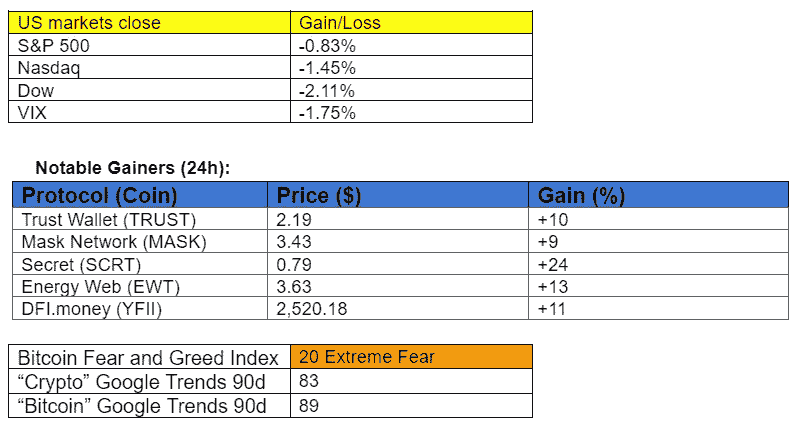 US markets close Gain/Loss
S&P 500 -0.83%
Nasdaq -1.45%
Dow -2.11%
VIX -1.75%
Notable Gainers (24h):
Protocol (Coin) Price ($) Gain (%)
Trust Wallet (TRUST) 2.19 +10
Mask Network (MASK) 3.43 +9
Secret (SCRT) 0.79 +24
Energy Web (EWT) 3.63 +13
DFI.money (YFII) 2,520.18 +11
Bitcoin Fear and Greed Index 20 Extreme Fear
“Crypto” Google Trends 90d 83
“Bitcoin” Google Trends 90d 89